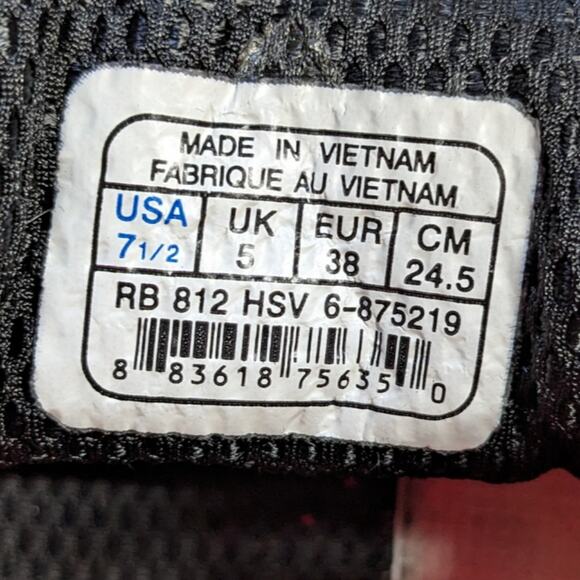 MADE IN VIETNAM
FABRIQUE AU VIETNAM
USA UK EUR CM
7 1/2 5 38 24.5
RB 812 HSV 6-875219
8 83618 75635 0